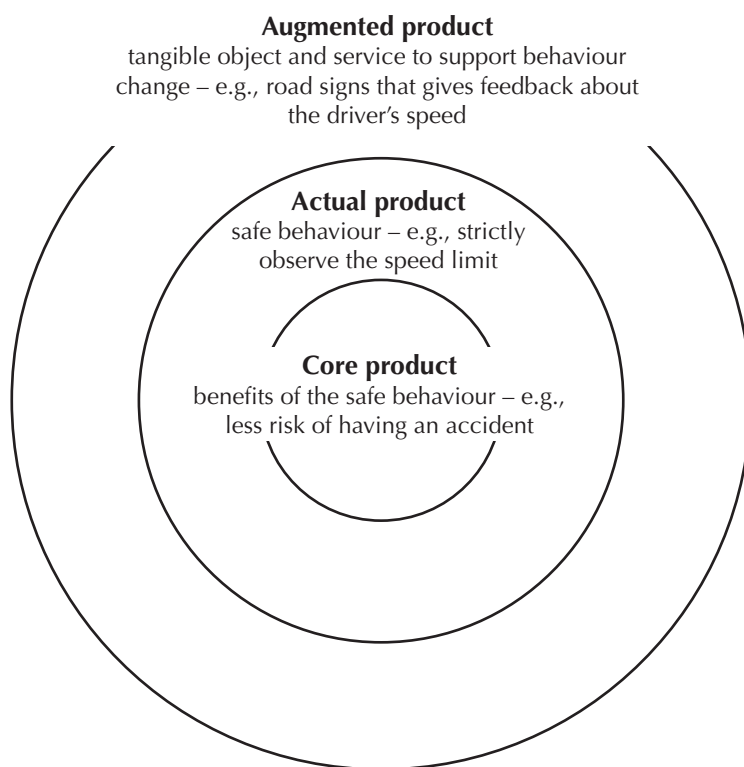 Augmented product
tangible object and service to support behaviour
change – e.g., road signs that gives feedback about
the driver’s speed
Actual product
safe behaviour – e.g., strictly
observe the speed limit
Core product
benefits of the safe behaviour – e.g.,
less risk of having an accident